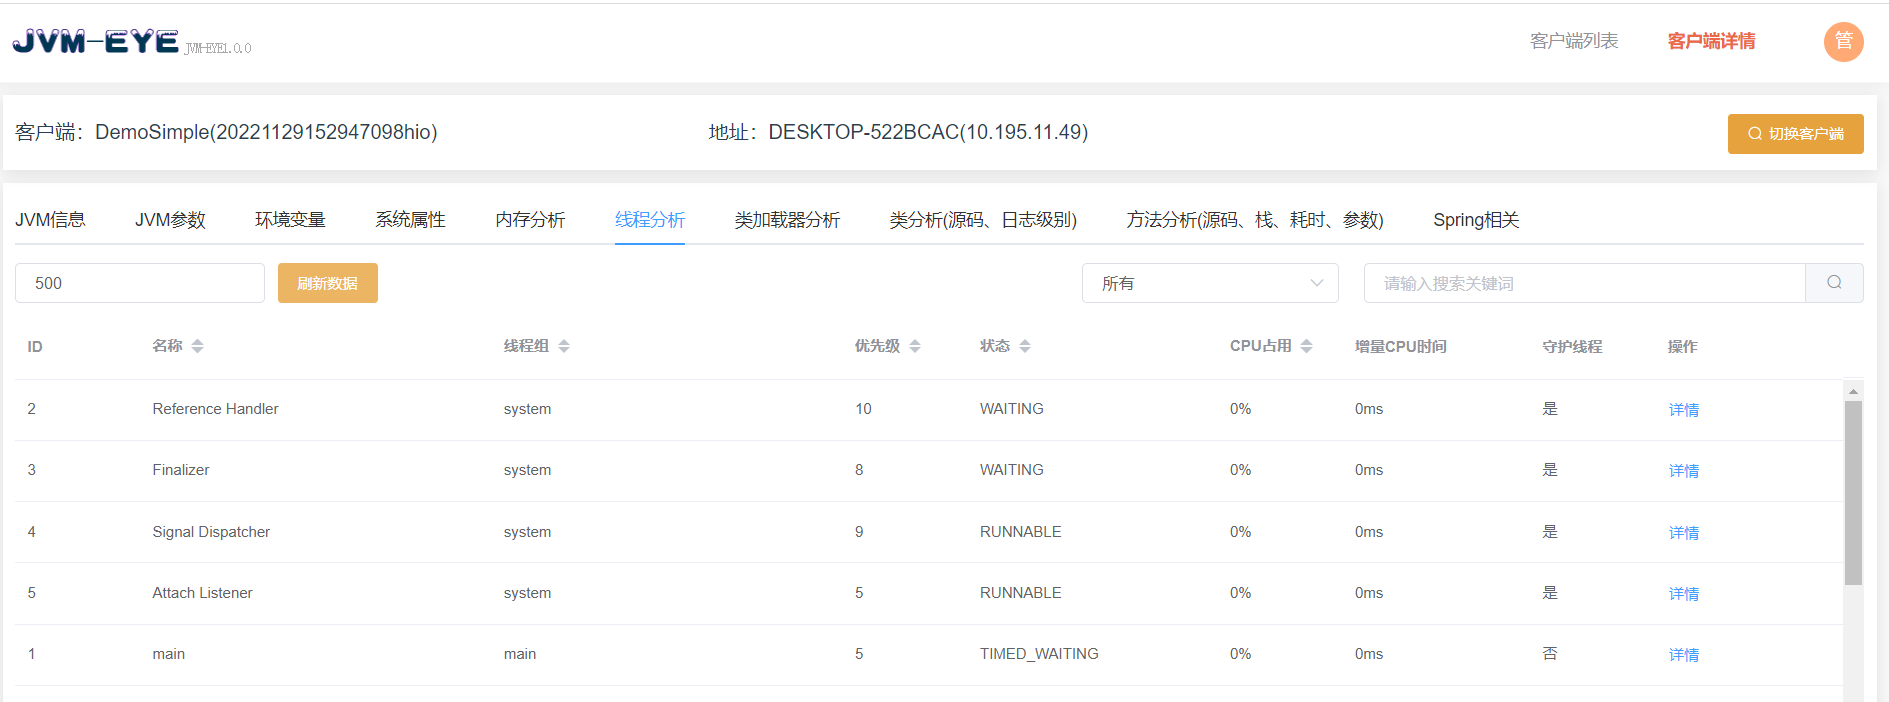 JVM-EYE JVM-EYE1.0.0 客户端列表 客户端详情 管
客户端：DemoSimple(20221129152947098hio) 地址：DESKTOP-522BCAC(10.195.11.49) 切换客户端
JVM信息 JVM参数 环境变量 系统属性 内存分析 线程分析 类加载器分析 类分析(源码、日志级别) 方法分析(源码、栈、耗时、参数) Spring相关
500 刷新数据 所有 请输入搜索关键词
ID 名称 线程组 优先级 状态 CPU占用 增量CPU时间 守护线程 操作
2 Reference Handler system 10 WAITING 0% 0ms 是 详情
3 Finalizer system 8 WAITING 0% 0ms 是 详情
4 Signal Dispatcher system 9 RUNNABLE 0% 0ms 是 详情
5 Attach Listener system 5 RUNNABLE 0% 0ms 是 详情
1 main main 5 TIMED_WAITING 0% 0ms 否 详情